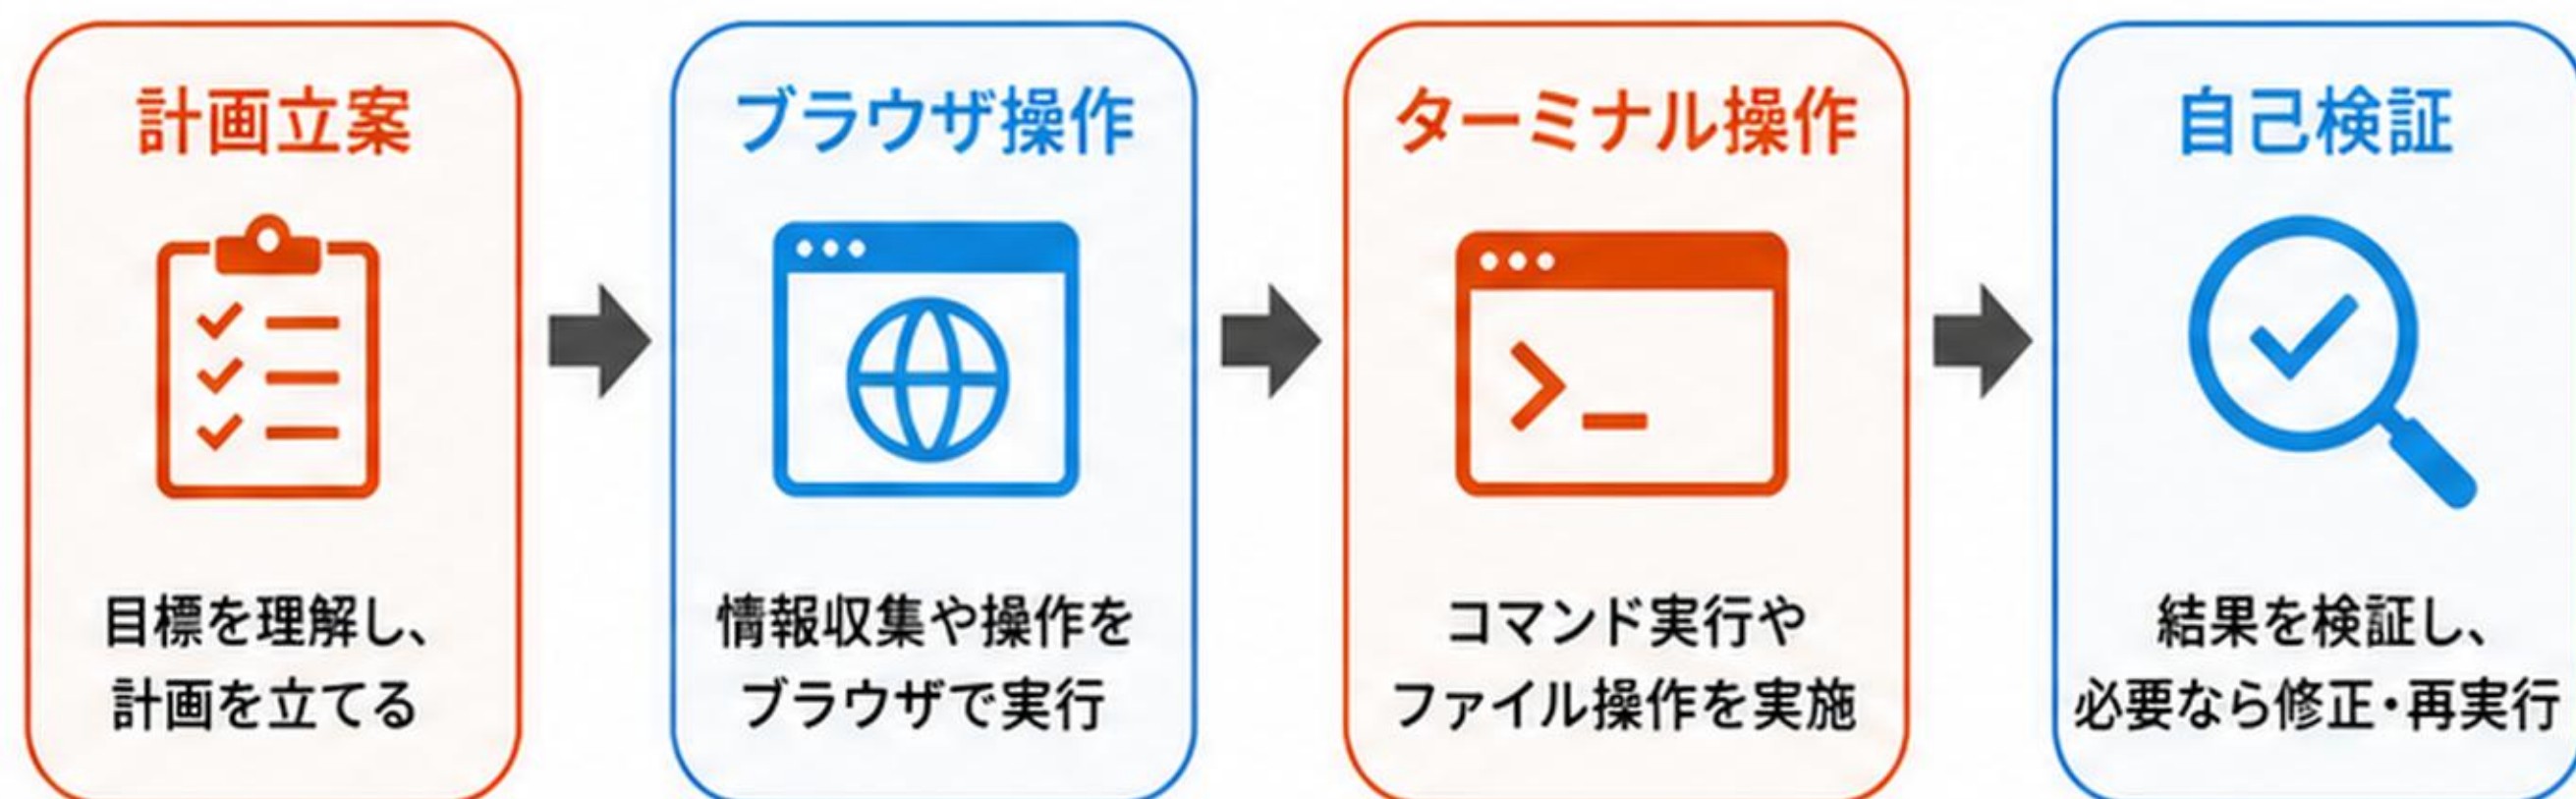 計画立案
目標を理解し、
計画を立てる
ブラウザ操作
情報収集や操作を
ブラウザで実行
ターミナル操作
>_
コマンド実行や
ファイル操作を実施
自己検証
結果を検証し、
必要なら修正・再実行